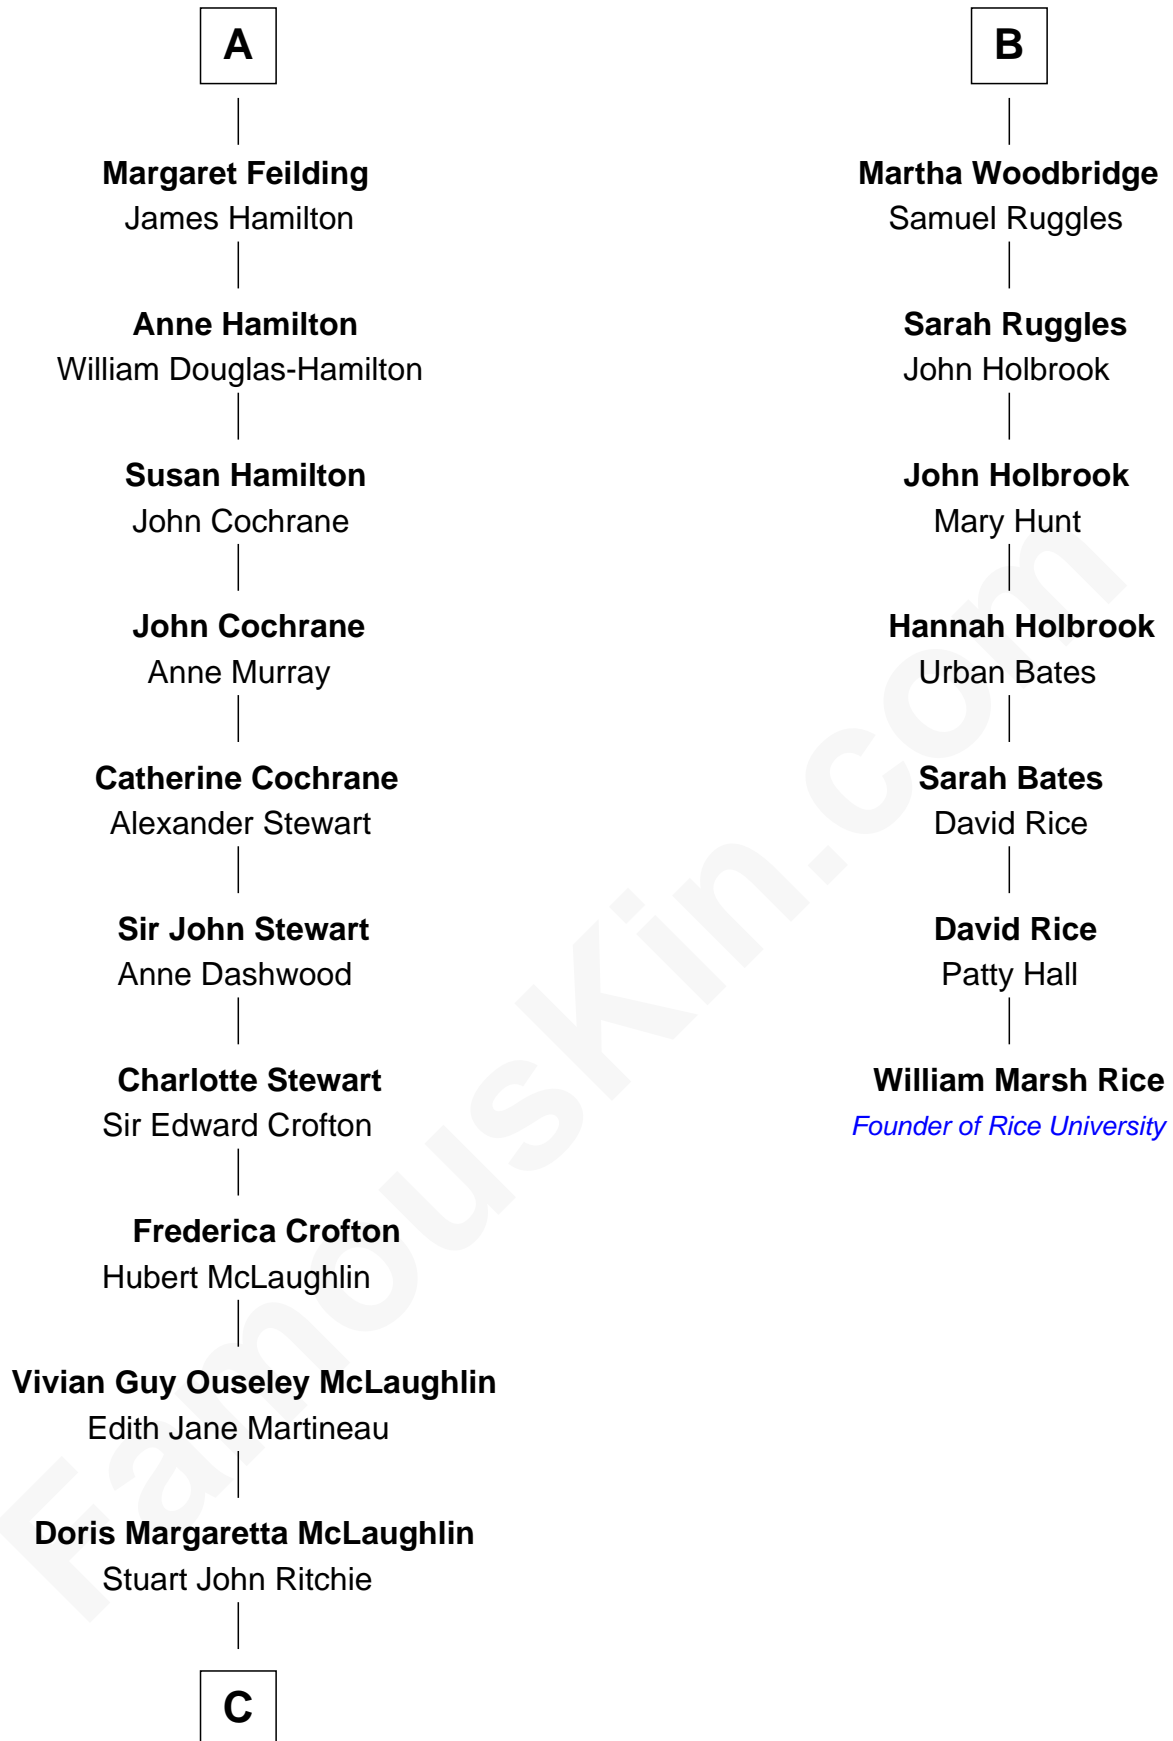 A
Margaret Feilding
James Hamilton
Anne Hamilton
William Douglas-Hamilton
Susan Hamilton
John Cochrane
John Cochrane
Anne Murray
Catherine Cochrane
Alexander Stewart
Sir John Stewart
Anne Dashwood
Charlotte Stewart
Sir Edward Crofton
Frederica Crofton
Hubert McLaughlin
Vivian Guy Ouseley McLaughlin
Edith Jane Martineau
Doris Margaretta McLaughlin
Stuart John Ritchie
C
B
Martha Woodbridge
Samuel Ruggles
Sarah Ruggles
John Holbrook
John Holbrook
Mary Hunt
Hannah Holbrook
Urban Bates
Sarah Bates
David Rice
David Rice
Patty Hall
William Marsh Rice
Founder of Rice University
FamousKin.com